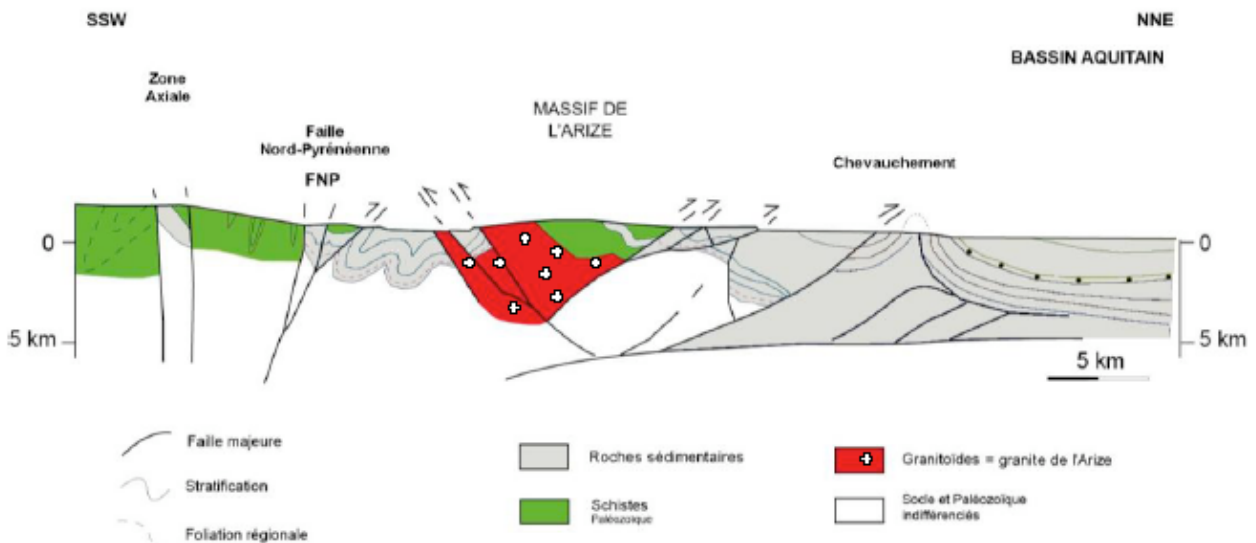 SSW
NNE
BASSIN AQUITAIN
Zone
Axiale
MASSIF DE
L'ARIZE
Faille
Nord-Pyrénéenne
FNP
Chevauchement
0
0
5 km
5 km
5 km
Faille majeure
Stratification
Foliation régionale
Roches sédimentaires
Schistes
Paléozoïque
Granitoïdes = granite de l'Arize
Socle et Paléozoïque
indifférenciés